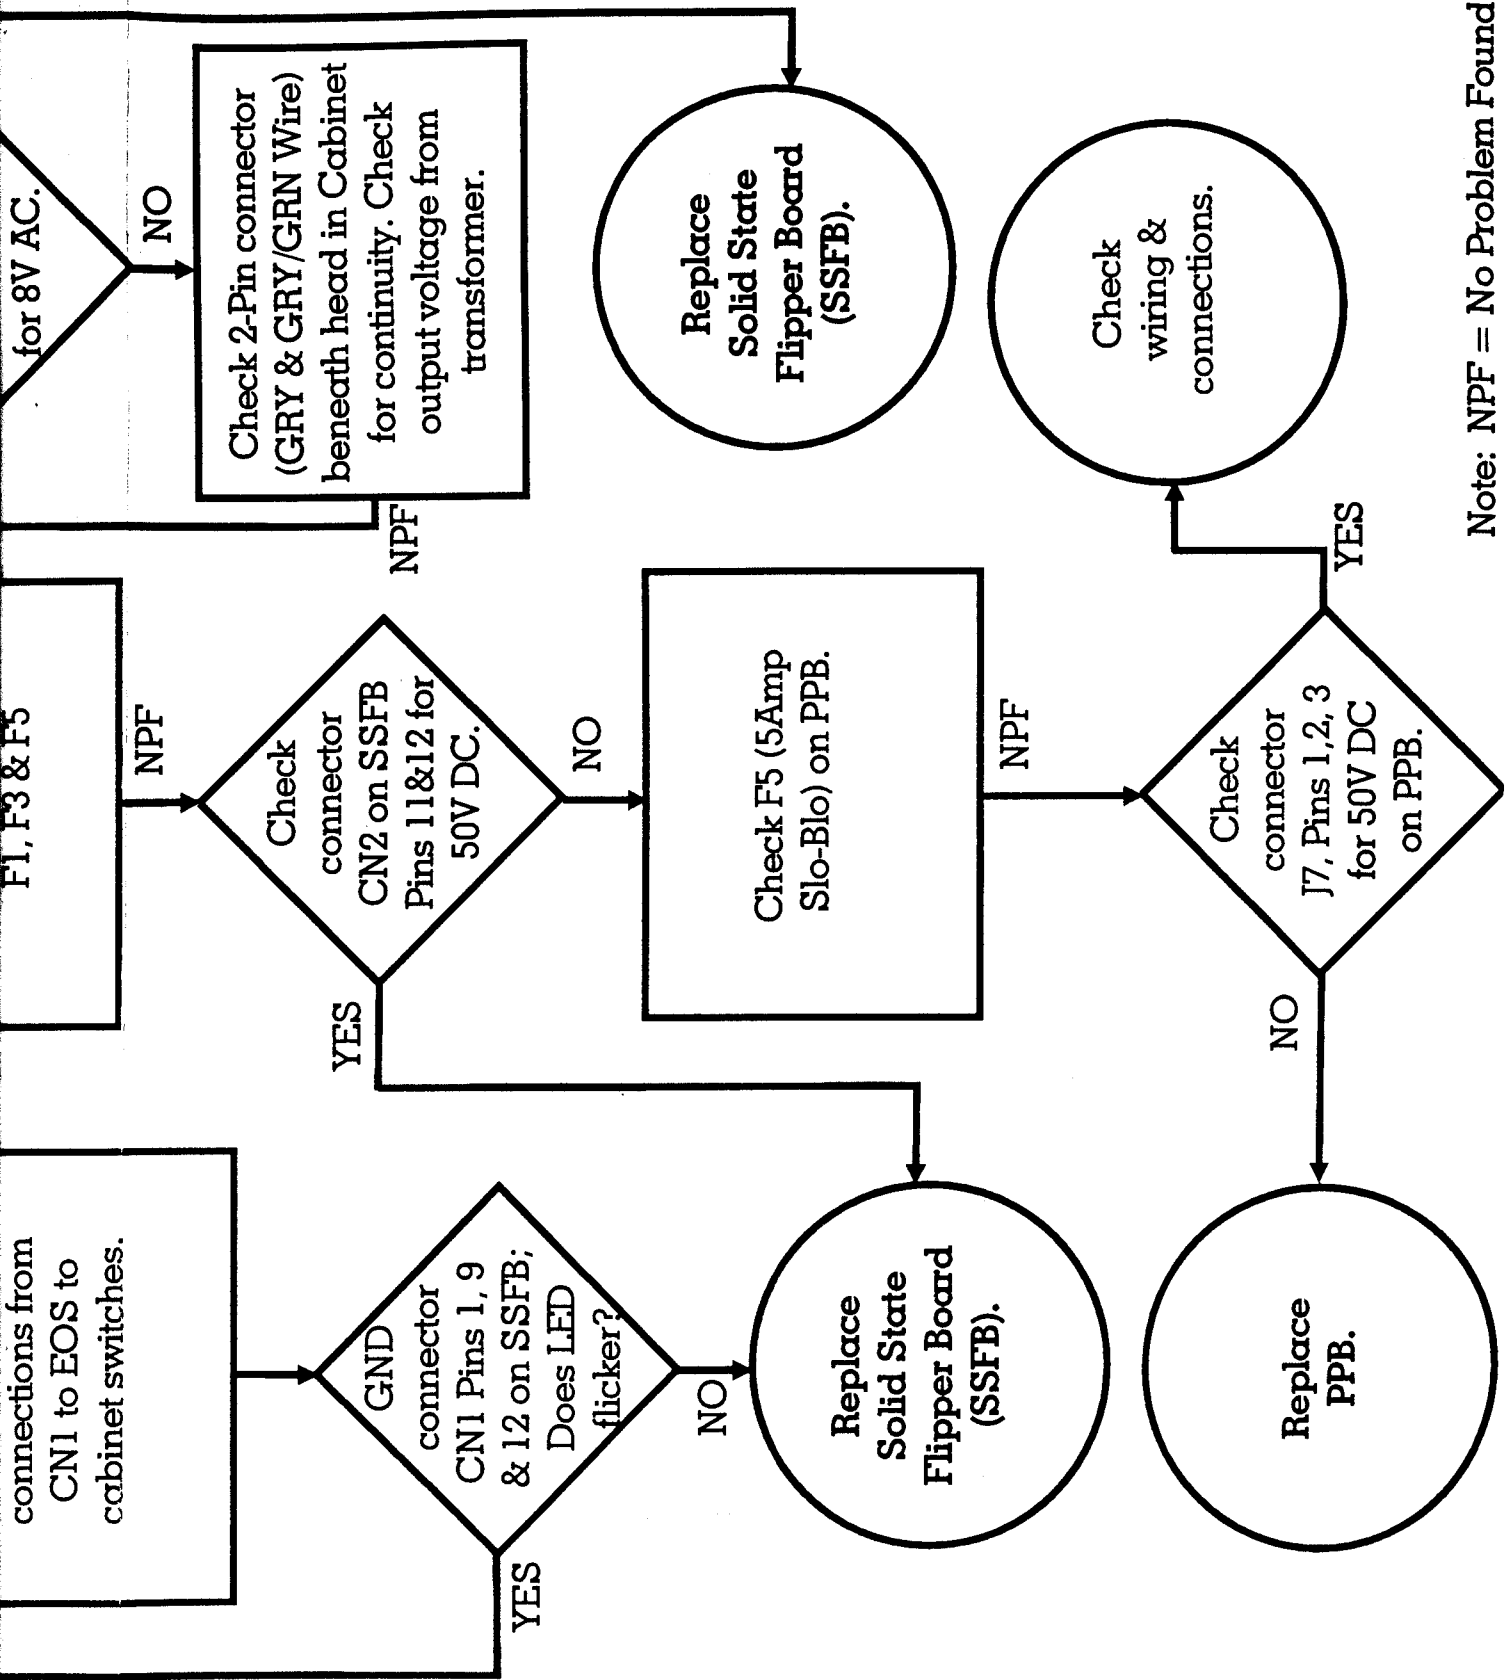 connections from
CN1 to EOS to
cabinet switches.
GND
connector
CN1 Pins 1, 9
& 12 on SSFB;
Does LED
flicker?
YES
NO
Replace
Solid State
Flipper Board
(SSFB).
F1, F3 & F5
NPF
Check
connector
CN2 on SSFB
Pins 11&12 for
50V DC.
YES
NO
Check F5 (5Amp
Slo-Blo) on PPB.
NPF
Check
connector
J7, Pins 1,2, 3
for 50V DC
on PPB.
NO
YES
Replace
PPB.
for 8V AC.
NO
Check 2-Pin connector
(GRY & GRY/GRN Wire)
beneath head in Cabinet
for continuity. Check
output voltage from
transformer.
NPF
Replace
Solid State
Flipper Board
(SSFB).
Check
wiring &
connections.
Note: NPF = No Problem Found